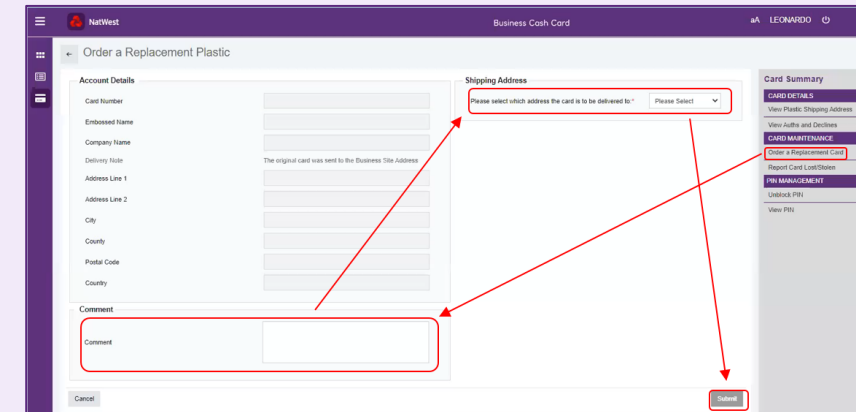 NatWest
Business Cash Card
aA LEONARDO
Order a Replacement Plastic
Account Details
Card Number
Embossed Name
Company Name
Delivery Note The original card was sent to the Business Site Address
Address Line 1
Address Line 2
City
County
Postal Code
Country
Comment
Comment
Cancel
Shipping Address
Please select which address the card is to be delivered to:* Please Select
Submit
Card Summary
CARD DETAILS
View Plastic Shipping Address
View Auths and Declines
CARD MAINTENANCE
Order a Replacement Card
Report Card Lost/Stolen
PIN MANAGEMENT
Unblock PIN
View PIN